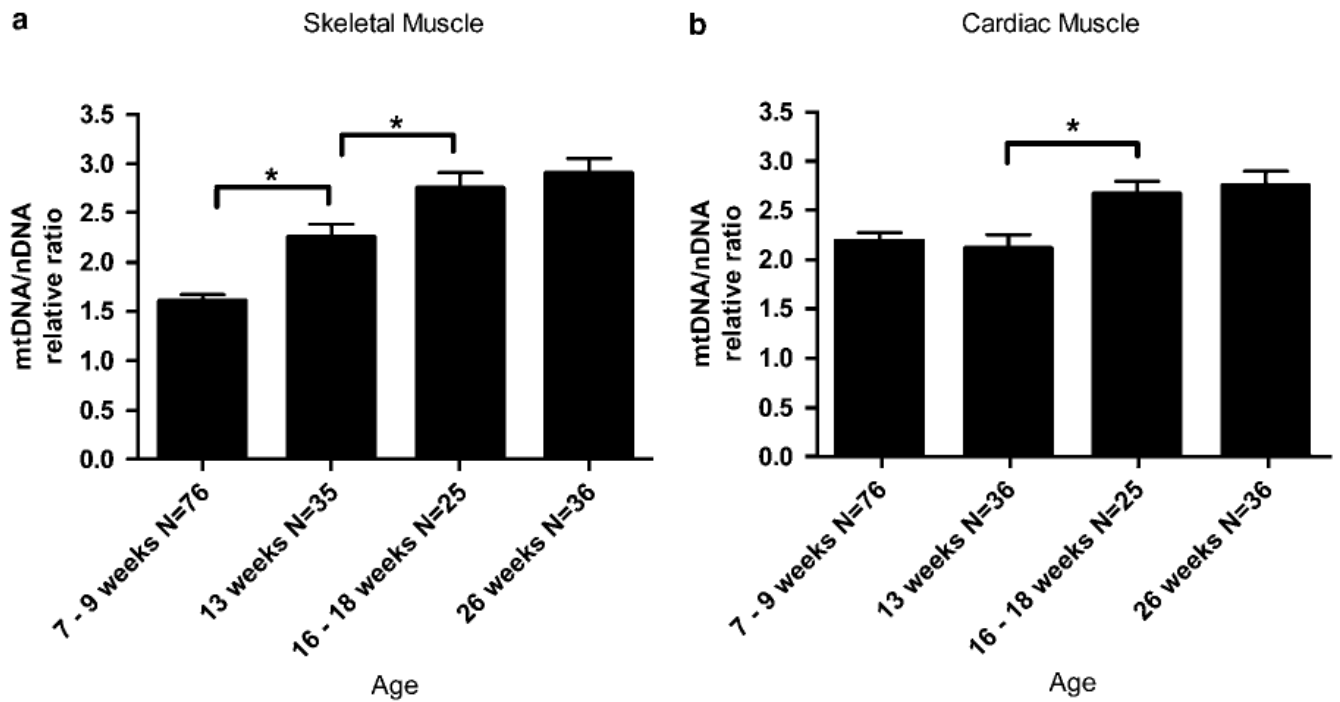 a
Skeletal Muscle
mtDNA/nDNA
relative ratio
3.5
3.0
2.5
2.0
1.5
1.0
0.5
0.0
*
*
7 - 9 weeks N=76
13 weeks N=35
16 - 18 weeks N=25
26 weeks N=36
Age
b
Cardiac Muscle
mtDNA/nDNA
relative ratio
3.5
3.0
2.5
2.0
1.5
1.0
0.5
0.0
*
7 - 9 weeks N=76
13 weeks N=36
16 - 18 weeks N=25
26 weeks N=36
Age